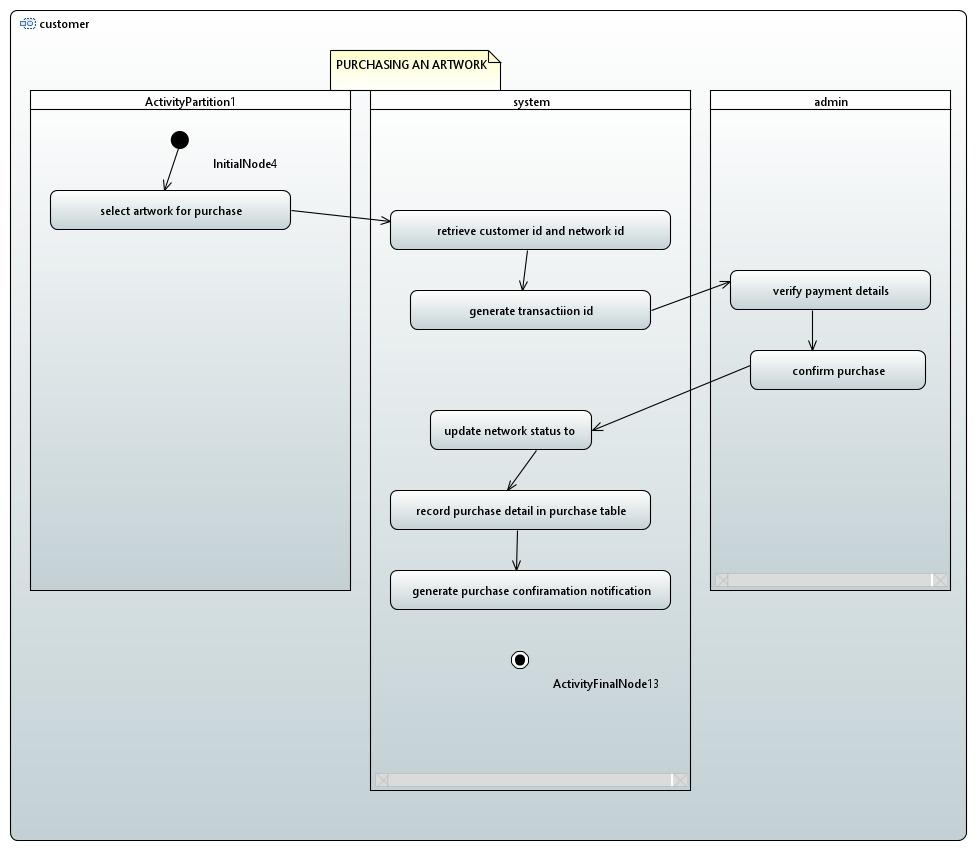 customer
PURCHASING AN ARTWORK
ActivityPartition1
system
admin
InitialNode4
select artwork for purchase
retrieve customer id and network id
verify payment details
generate transactiion id
confirm purchase
update network status to
record purchase detail in purchase table
generate purchase confiramation notification
ActivityFinalNode13